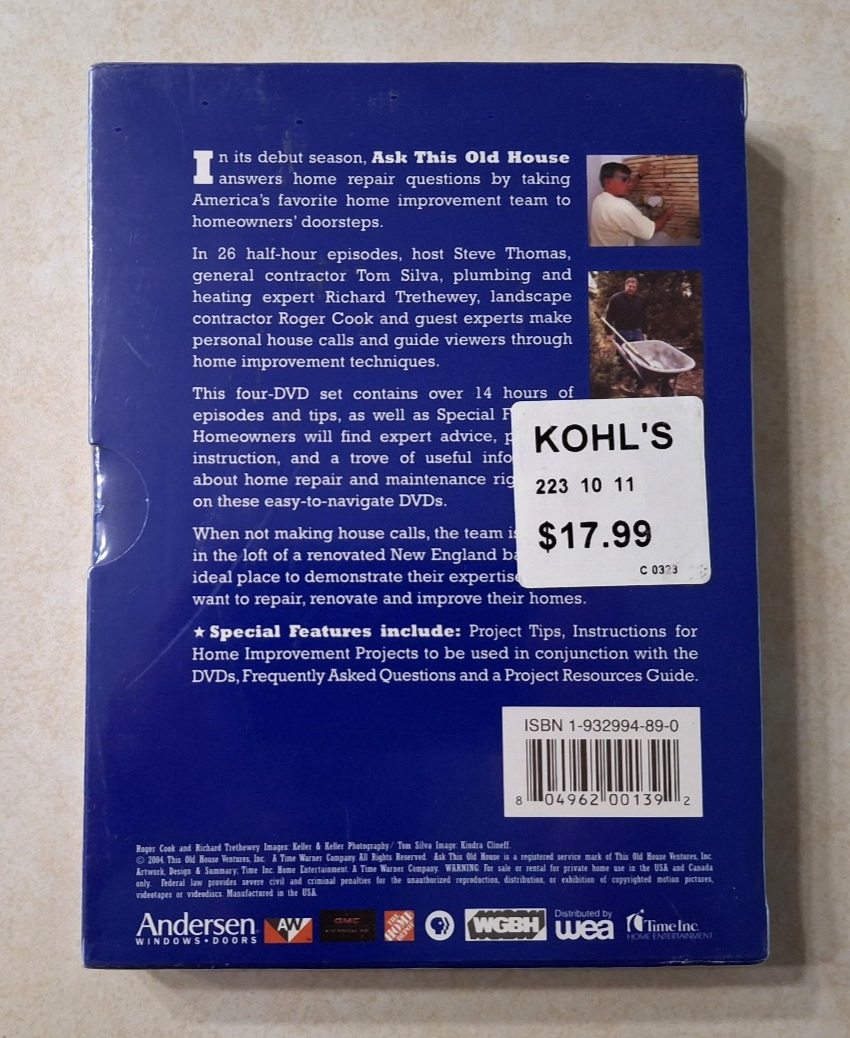 In its debut season, Ask This Old House
answers home repair questions by taking
America's favorite home improvement team to
homeowners' doorsteps.
In 26 half-hour episodes, host Steve Thomas,
general contractor Tom Silva, plumbing and
heating expert Richard Trethewey, landscape
contractor Roger Cook and guest experts make
personal house calls and guide viewers through
home improvement techniques.
This four-DVD set contains over 14 hours of
episodes and tips, as well as Special
Homeowners will find expert advice,
instruction, and a trove of useful
about home repair and maintenance
on these easy-to-navigate DVDs.
When not making house calls, the team
in the loft of a renovated New England
ideal place to demonstrate their expertise
want to repair, renovate and improve their homes.
KOHL'S
223 10 11
$17.99
C 0323
★ Special Features include: Project Tips, Instructions for
Home Improvement Projects to be used in conjunction with the
DVDs, Frequently Asked Questions and a Project Resources Guide.
ISBN 1-932994-89-0
8 04962 00139 2
Roger Cook and Richard Trethewey Images: Keller & Keller Photography/ Tom Silva Image: Kindra Clineff.
© 2004. This Old House Ventures, Inc. A Time Warner Company. All Rights Reserved. Ask This Old House is a registered service mark of This Old House Ventures, Inc.
Artwork, Design & Summary; Time Inc. Home Entertainment. A Time Warner Company. WARNING: For sale or rental for private home use in the USA and Canada
only. Federal law provides severe civil and criminal penalties for the unauthorized reproduction, distribution, or exhibition of copyrighted motion pictures,
videotapes or videodiscs. Manufactured in the USA.
Andersen
WINDOWS•DOORS
AW
GMC
THE HOME DEPOT
PBS
WGBH
Distributed by
wea
Time Inc.
HOME ENTERTAINMENT